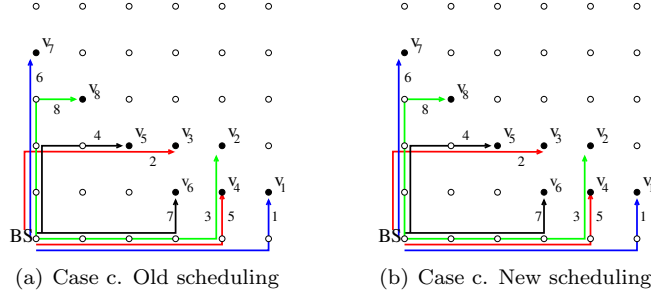 v7
6
v8
8
4
v5
v3
v2
2
v6
v4
v1
7
3
5
1
BS
(a) Case c. Old scheduling
v7
6
v8
8
4
v5
v3
v2
2
v6
v4
7
3
5
1
BS
(b) Case c. New scheduling